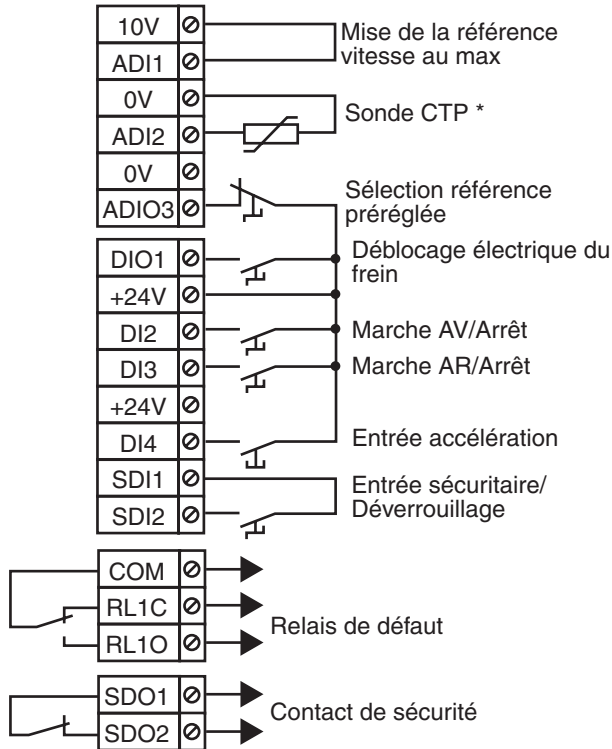 10V
ADI1
Mise de la référence
vitesse au max
0V
ADI2
Sonde CTP *
0V
ADIO3
Sélection référence
préréglée
DIO1
Déblocage électrique du
frein
+24V
DI2
Marche AV/Arrêt
DI3
Marche AR/Arrêt
+24V
DI4
Entrée accélération
SDI1
SDI2
Entrée sécuritaire/
Déverrouillage
COM
RL1C
RL1O
Relais de défaut
SDO1
SDO2
Contact de sécurité